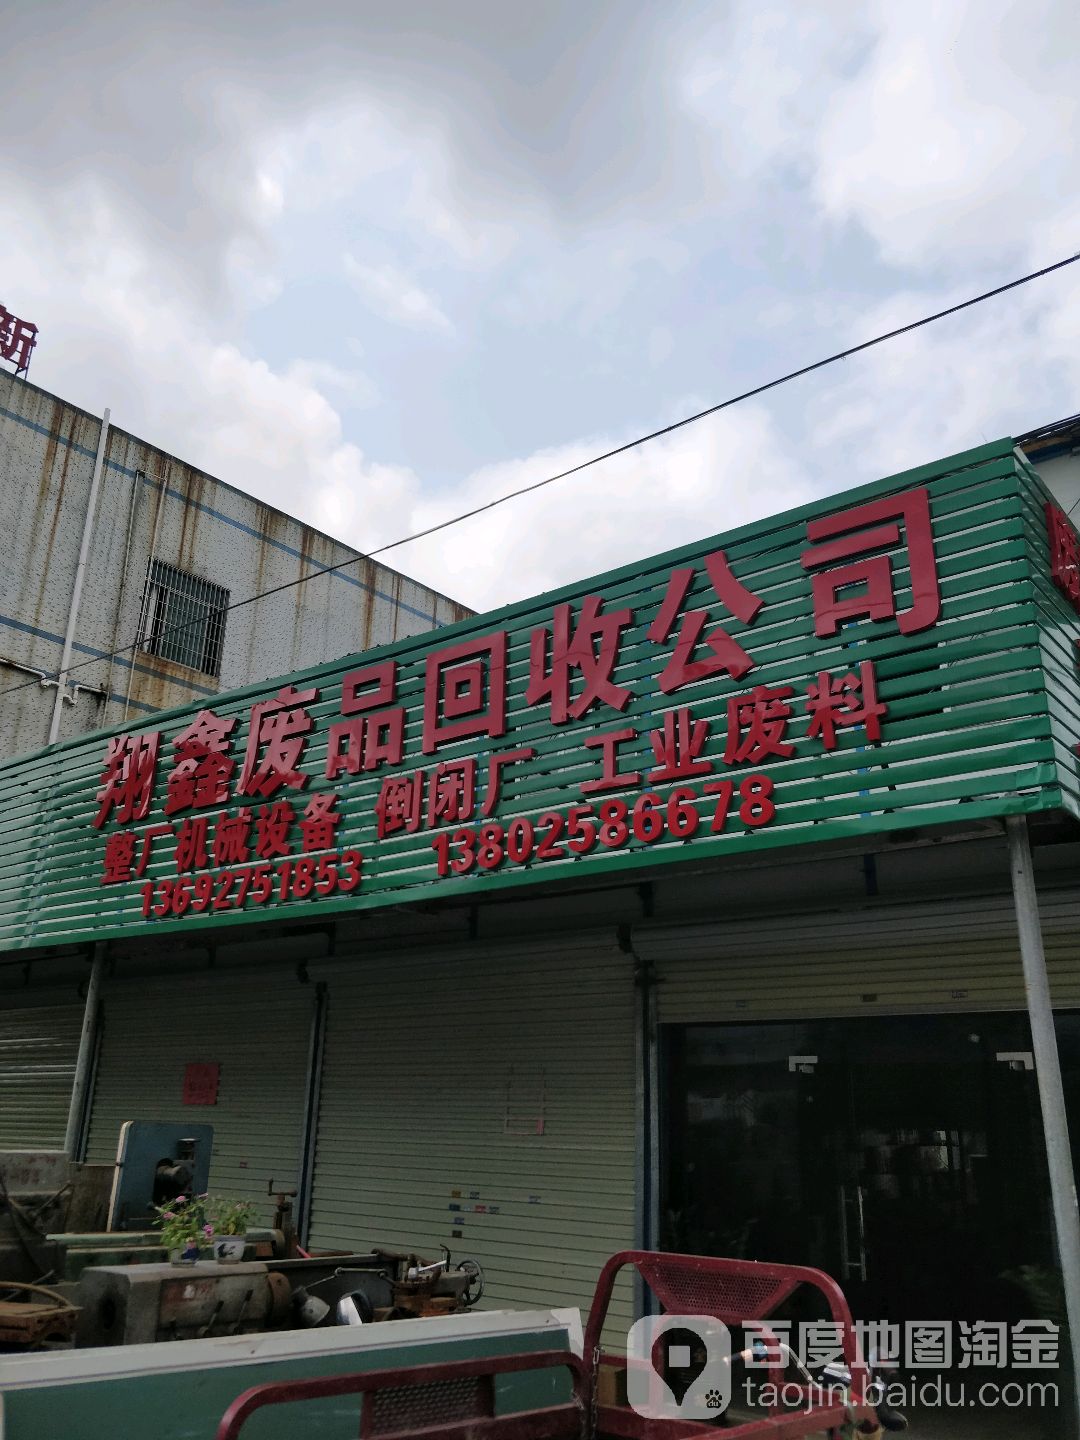 新
翔鑫废品回收公司
整厂机械设备 倒闭厂 工业废料
13692751853 13802586678
百度地图淘金
taojin.baidu.com